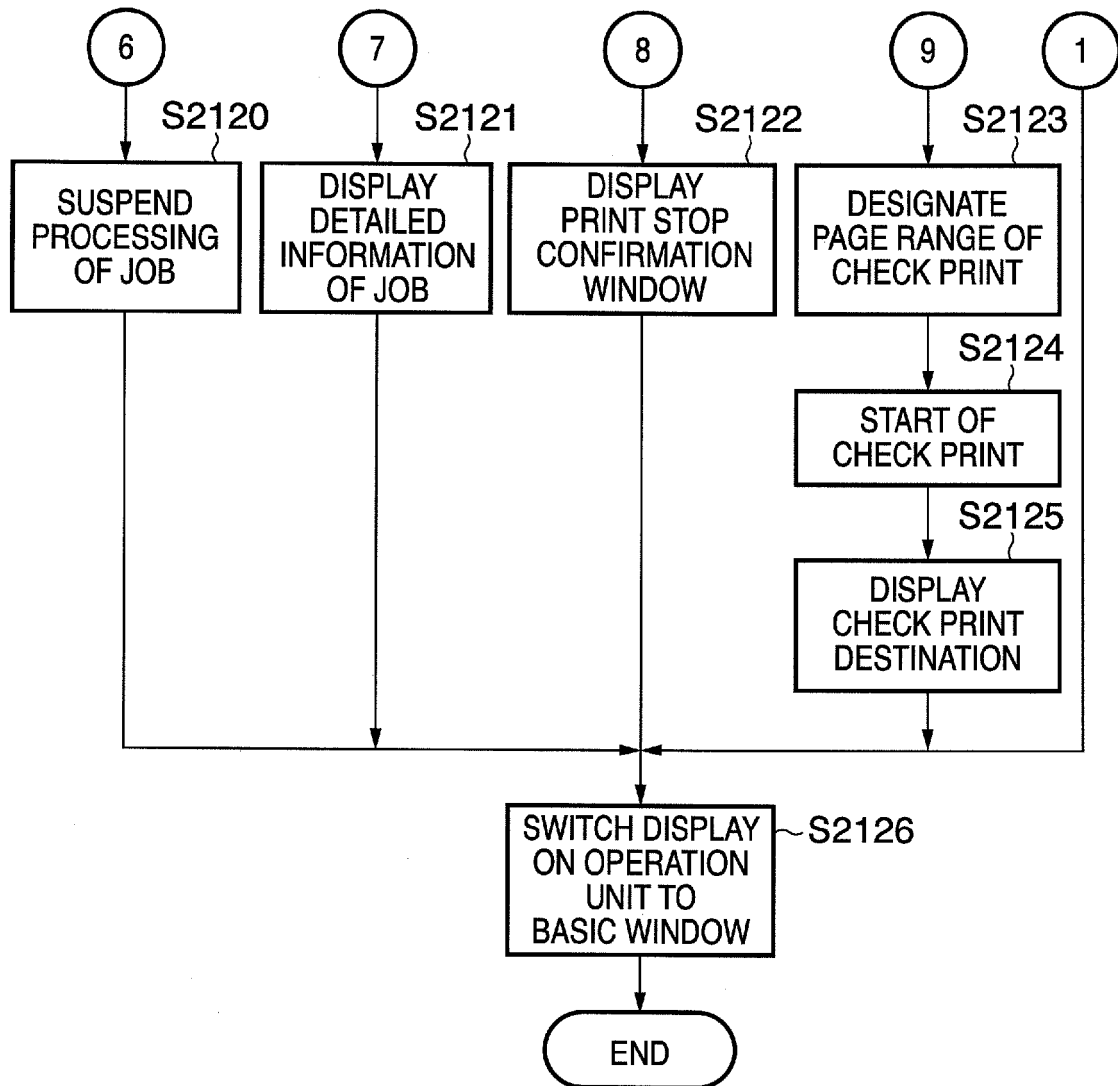 6
7
8
9
1
S2120
SUSPEND
PROCESSING
OF JOB
S2121
DISPLAY
DETAILED
INFORMATION
OF JOB
S2122
DISPLAY
PRINT STOP
CONFIRMATION
WINDOW
S2123
DESIGNATE
PAGE RANGE OF
CHECK PRINT
S2124
START OF
CHECK PRINT
S2125
DISPLAY
CHECK PRINT
DESTINATION
S2126
SWITCH DISPLAY
ON OPERATION
UNIT TO
BASIC WINDOW
END